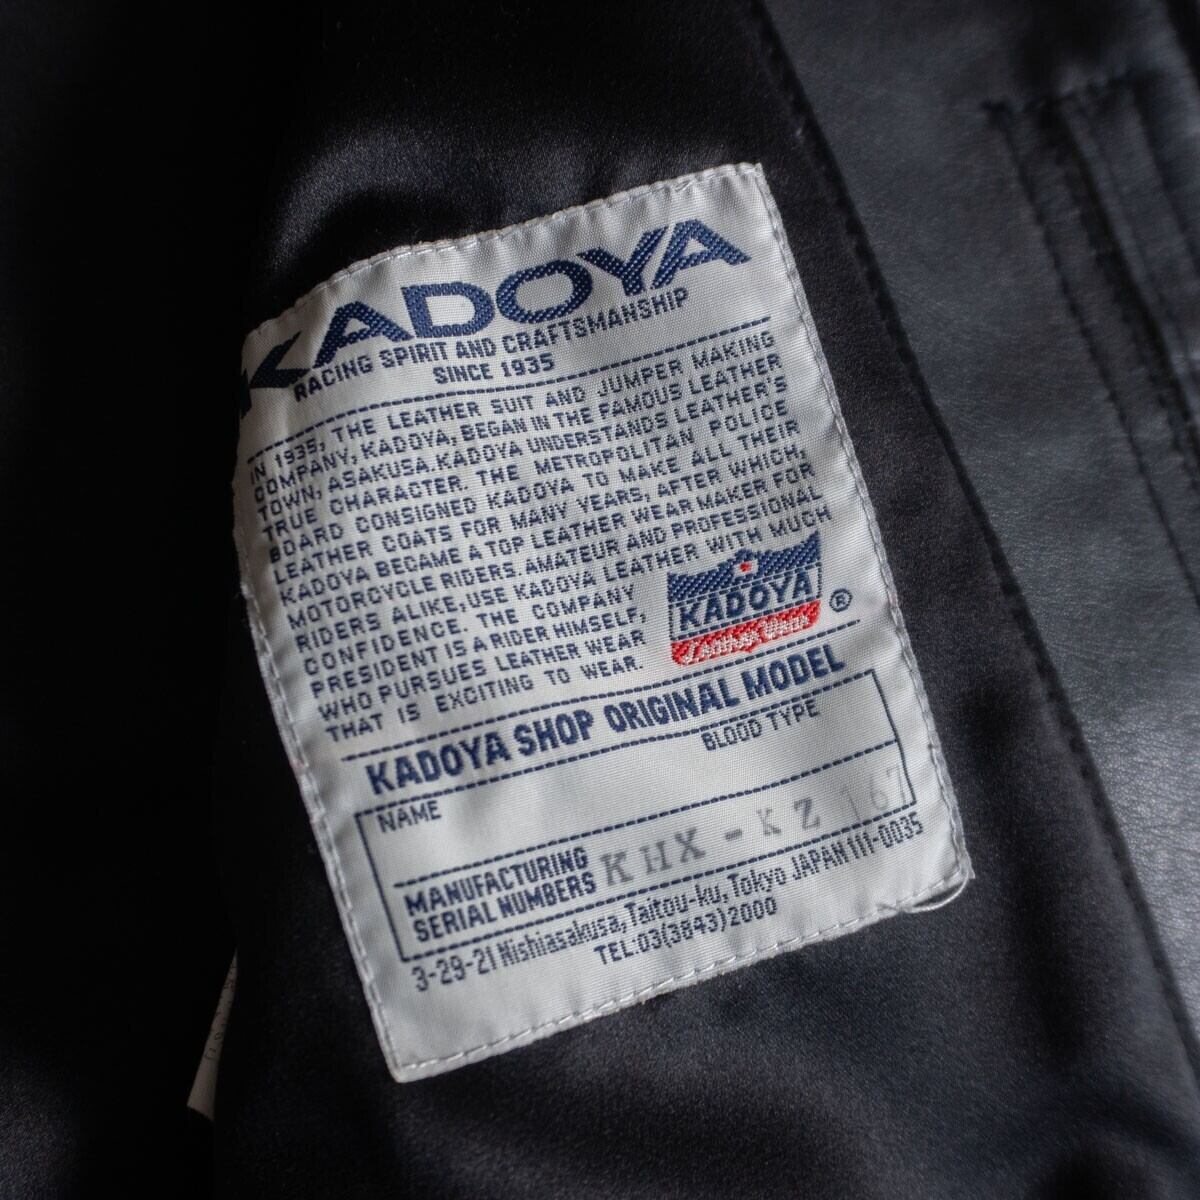 KADOYA
RACING SPIRIT AND CRAFTSMANSHIP
SINCE 1935
IN 1935, THE LEATHER SUIT AND JUMPER MAKING
COMPANY, KADOYA, BEGAN IN THE FAMOUS LEATHER
TOWN, ASAKUSA. KADOYA UNDERSTANDS LEATHER'S
TRUE CHARACTER. THE METROPOLITAN POLICE
BOARD CONSIGNED KADOYA TO MAKE ALL THEIR
LEATHER COATS FOR MANY YEARS, AFTER WHICH,
KADOYA BECAME A TOP LEATHER WEAR MAKER FOR
MOTORCYCLE RIDERS. AMATEUR AND PROFESSIONAL
RIDERS ALIKE, USE KADOYA LEATHER WITH MUCH
CONFIDENCE. THE COMPANY
PRESIDENT IS A RIDER HIMSELF,
WHO PURSUES LEATHER WEAR
THAT IS EXCITING TO WEAR.
KADOYA
Leather Wear
®
KADOYA SHOP ORIGINAL MODEL
NAME BLOOD TYPE
MANUFACTURING
SERIAL NUMBERS KHX-KZ 167
3-29-21 Nishiasakusa, Taitou-ku, Tokyo JAPAN 111-0035
TEL:03(3843)2000